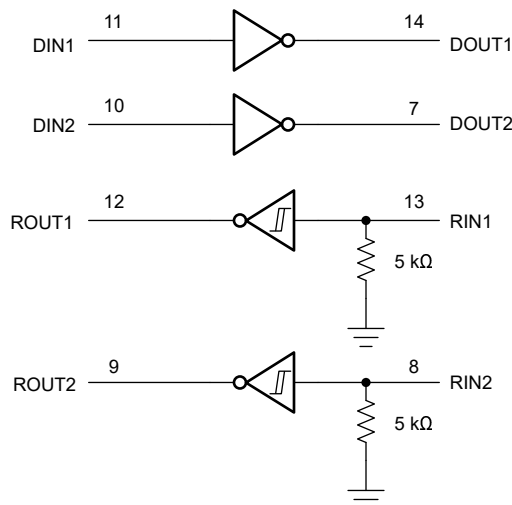 DIN1 11 14 DOUT1
DIN2 10 7 DOUT2
ROUT1 12 13 RIN1
5 kΩ
ROUT2 9 8 RIN2
5 kΩ